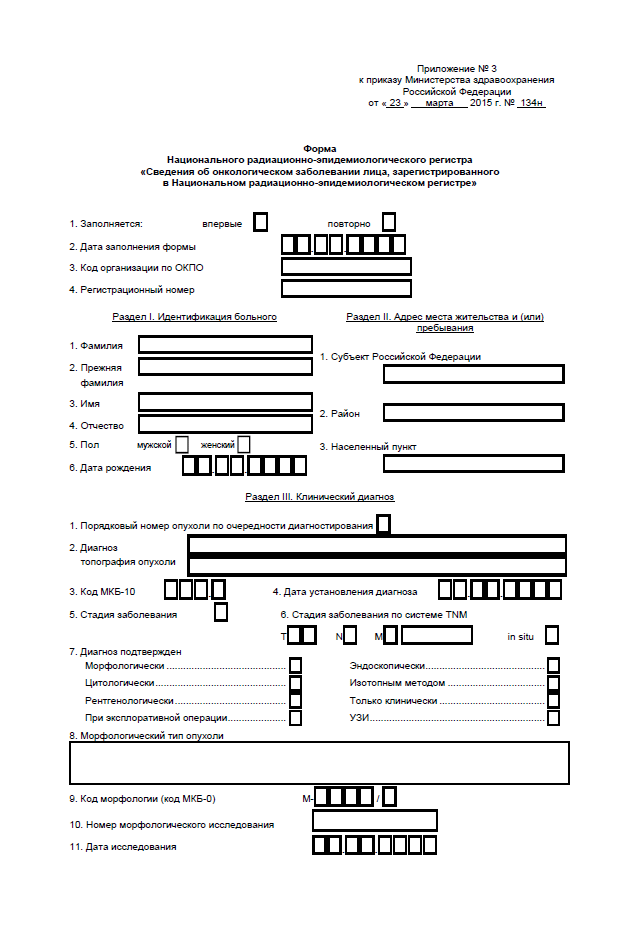 Приложение № 3
к приказу Министерства здравоохранения
Российской Федерации
от « 23 » марта 2015 г. № 134н
Форма
Национального радиационно-эпидемиологического регистра
«Сведения об онкологическом заболевании лица, зарегистрированного
в Национальном радиационно-эпидемиологическом регистре»
1. Заполняется: впервые повторно
2. Дата заполнения формы
3. Код организации по ОКПО
4. Регистрационный номер
Раздел I. Идентификация больного
1. Фамилия
2. Прежняя
фамилия
3. Имя
4. Отчество
5. Пол мужской женский
6. Дата рождения
Раздел II. Адрес места жительства и (или)
пребывания
1. Субъект Российской Федерации
2. Район
3. Населенный пункт
Раздел III. Клинический диагноз
1. Порядковый номер опухоли по очередности диагностирования
2. Диагноз
топография опухоли
3. Код МКБ-10 4. Дата установления диагноза
5. Стадия заболевания 6. Стадия заболевания по системе TNM
T N M in situ
7. Диагноз подтвержден
Морфологически Эндоскопически
Цитологически Изотопным методом
Рентгенологически Только клинически
При эксплоративной операции УЗИ
8. Морфологический тип опухоли
9. Код морфологии (код МКБ-0) М- /
10. Номер морфологического исследования
11. Дата исследования